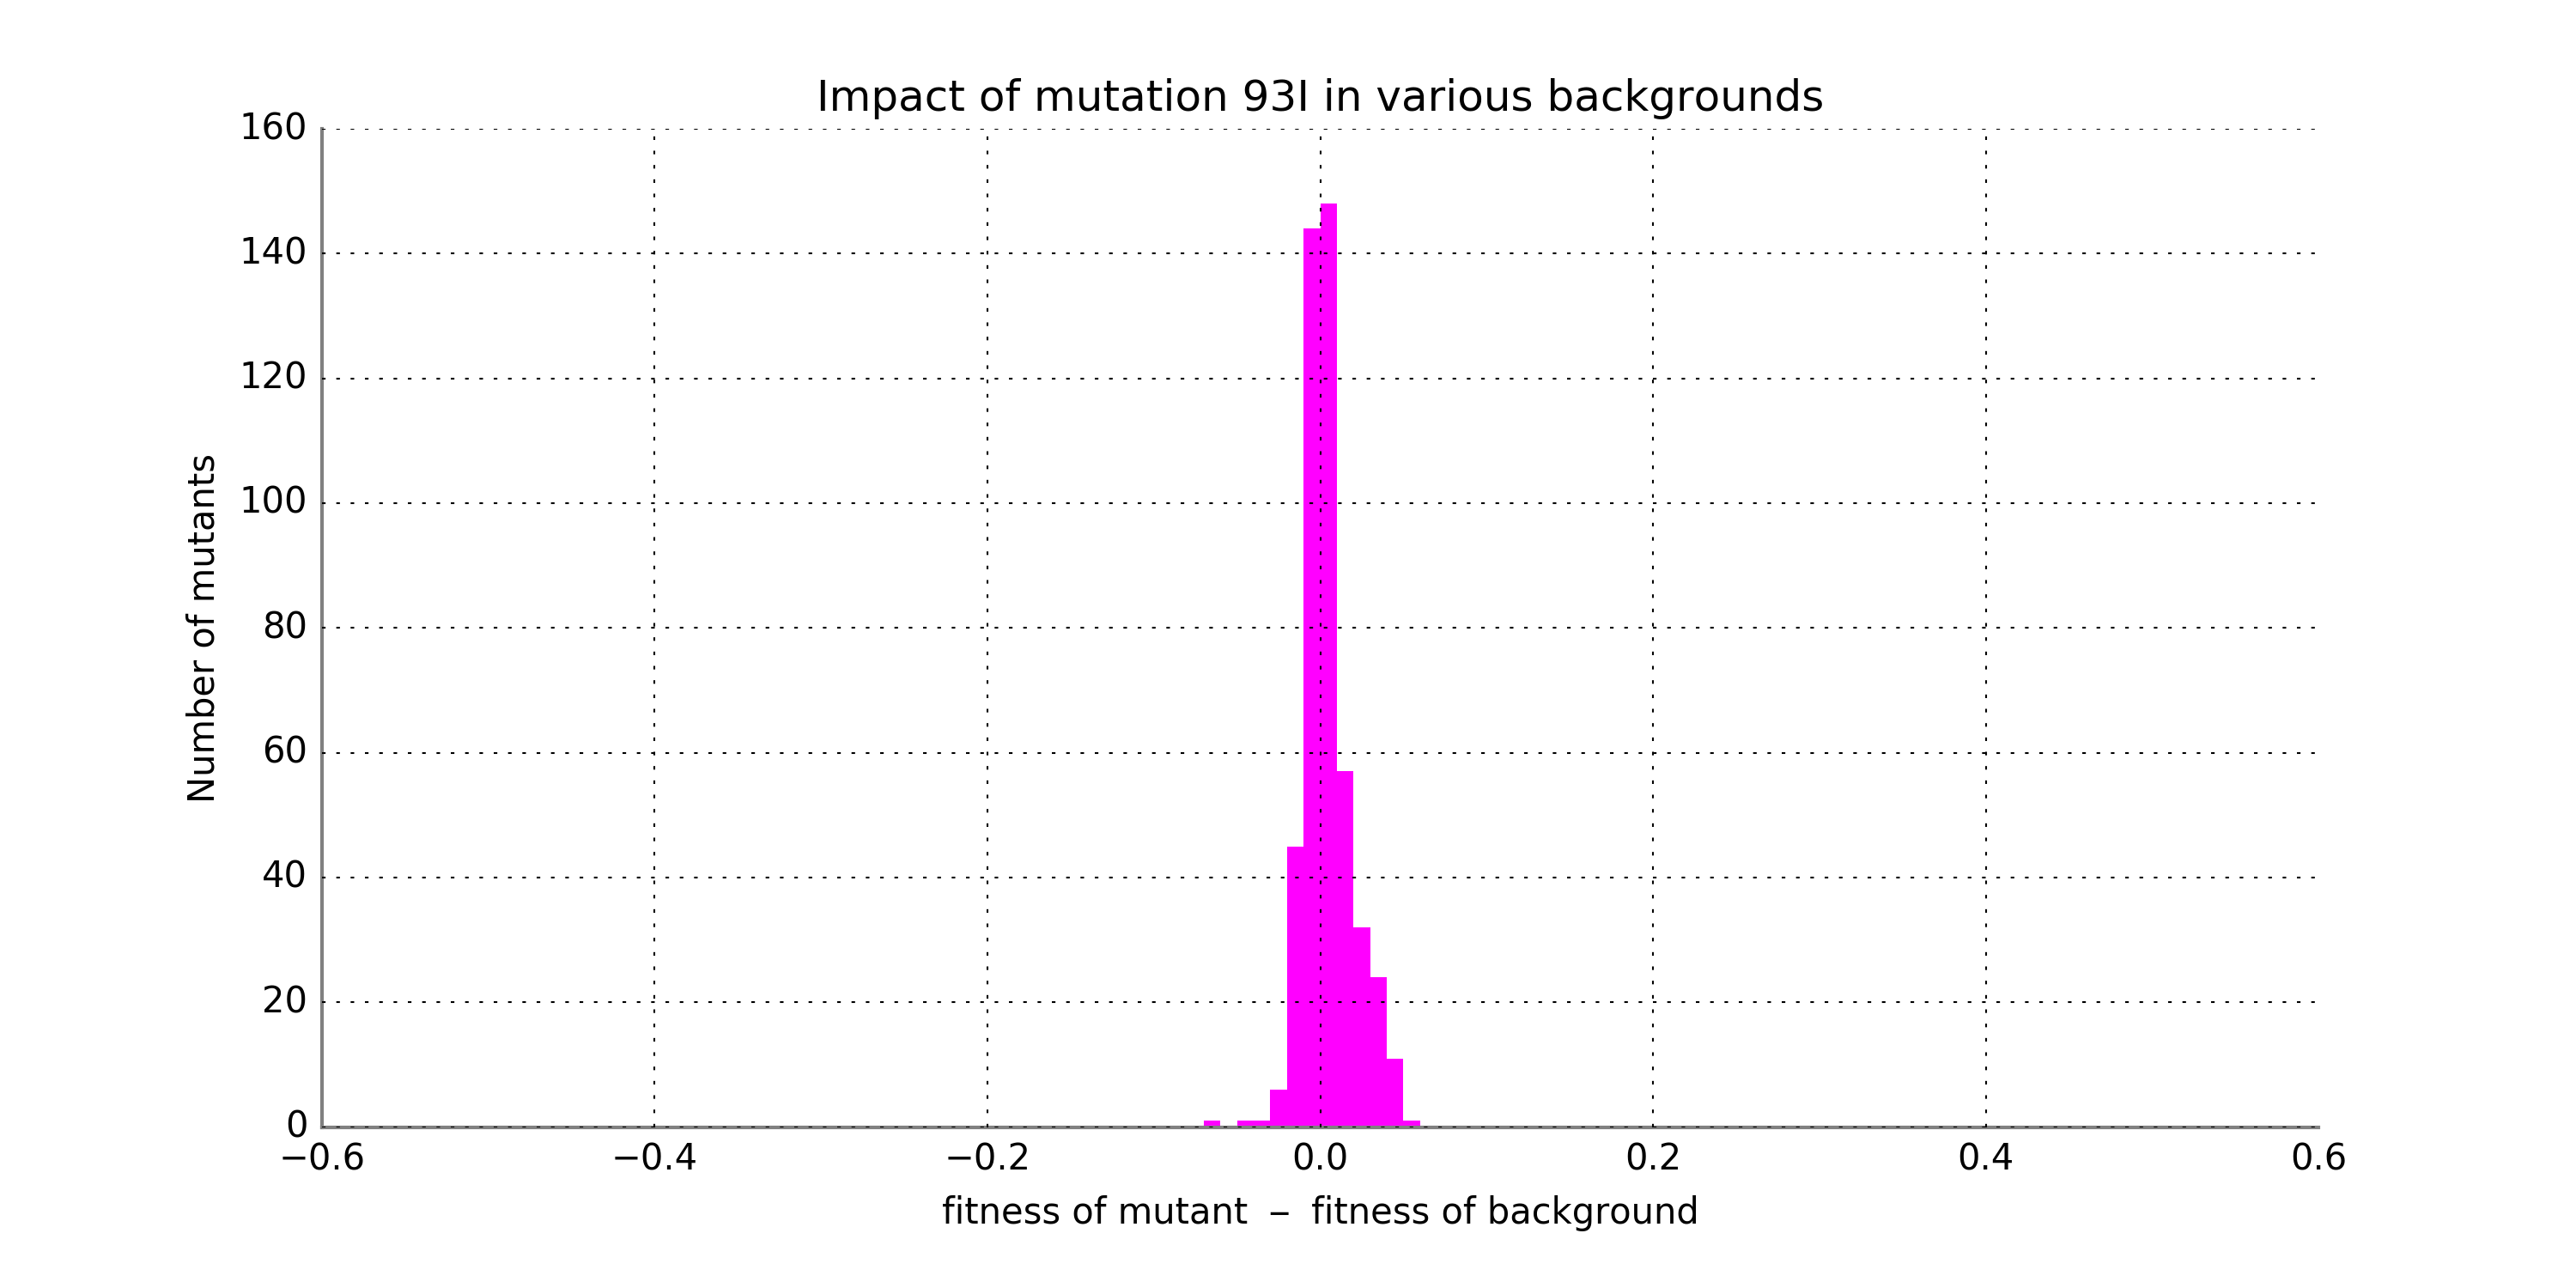 Impact of mutation 93I in various backgrounds
160
140
120
100
80
60
40
20
0
Number of mutants
−0.6 −0.4 −0.2 0.0 0.2 0.4 0.6
fitness of mutant − fitness of background